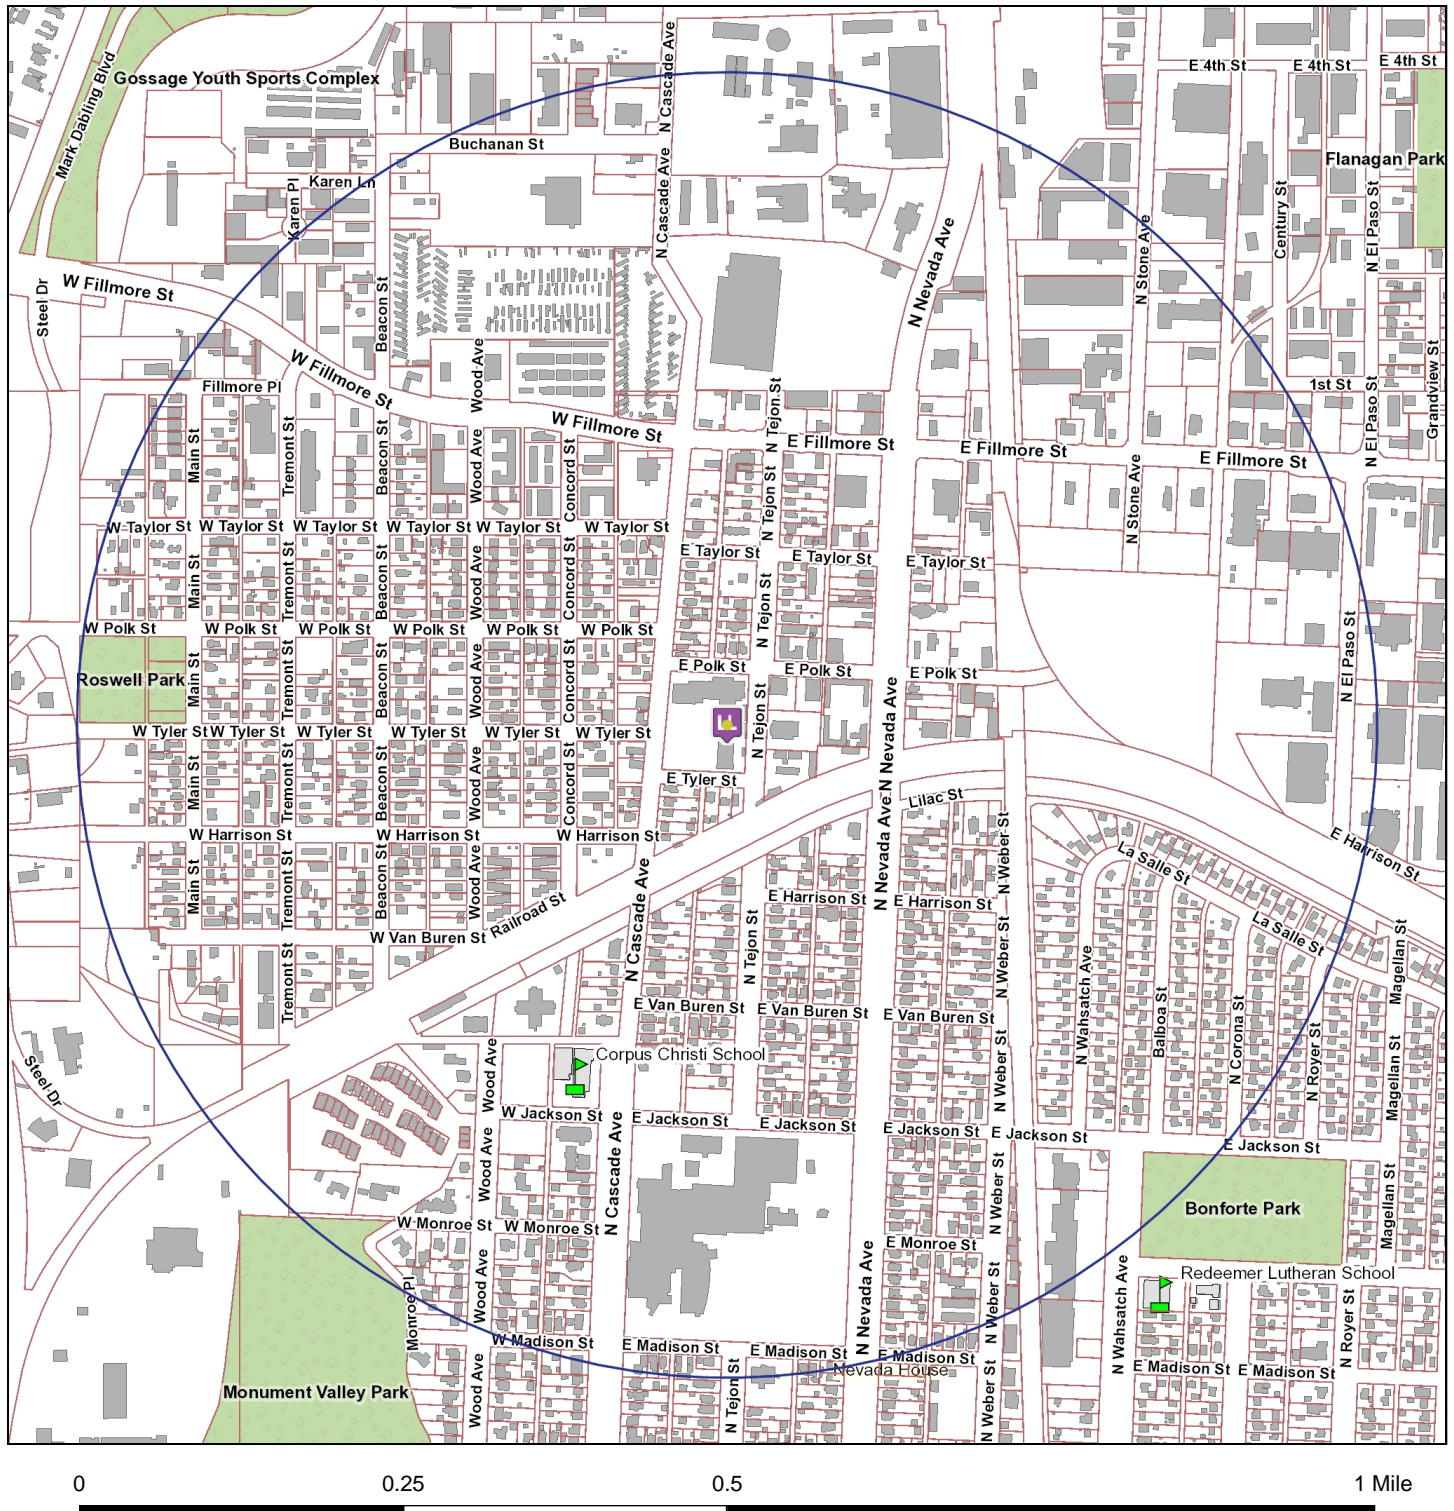 E 4th St
E 4th St
E 4th St
N Cascade Ave
Mark Dabling Blvd
Gossage Youth Sports Complex
Buchanan St
Flanagan Park
N Cascade Ave
Karen Ln
Karen Pl
Century St
N El Paso St
N Stone Ave
N Nevada Ave
W Fillmore St
Steel Dr
Beacon St
Wood Ave
W Fillmore St
Fillmore Pl
1st St
Grandview St
N El Paso St
N Tejon St
W Fillmore St
E Fillmore St
E Fillmore St
E Fillmore St
Main St
Tremont St
Beacon St
Wood Ave
Concord St
N Tejon St
N Stone Ave
W Taylor St
W Taylor St
W Taylor St
W Taylor St
W Taylor St
W Taylor St
E Taylor St
E Taylor St
E Taylor St
Main St
Tremont St
Beacon St
Wood Ave
Concord St
N Tejon St
N El Paso St
W Polk St
W Polk St
W Polk St
W Polk St
W Polk St
W Polk St
E Polk St
E Polk St
E Polk St
Roswell Park
Main St
Tremont St
Beacon St
Wood Ave
Concord St
N Tejon St
N Nevada Ave
W Tyler St
W Tyler St
W Tyler St
W Tyler St
W Tyler St
W Tyler St
E Tyler St
Main St
Tremont St
Beacon St
Wood Ave
Concord St
Lilac St
N Nevada Ave
N Weber St
W Harrison St
W Harrison St
W Harrison St
E Harrison St
La Salle St
Main St
Tremont St
Beacon St
Wood Ave
N Cascade Ave
E Harrison St
E Harrison St
Railroad St
W Van Buren St
La Salle St
N Tejon St
N Weber St
Magellan St
Tremont St
N Wahsatch Ave
Balboa St
N Corona St
N Royer St
E Van Buren St
E Van Buren St
E Van Buren St
Corpus Christi School
Wood Ave
N Weber St
Magellan St
Steel Dr
W Jackson St
E Jackson St
E Jackson St
E Jackson St
E Jackson St
E Jackson St
Wood Ave
N Cascade Ave
N Weber St
Magellan St
Bonforte Park
W Monroe St
W Monroe St
E Monroe St
Wood Ave
Monroe Pl
N Nevada Ave
N Weber St
N Wahsatch Ave
Redeemer Lutheran School
N Royer St
W Madison St
E Madison St
E Madison St
E Madison St
E Madison St
E Madison St
Nevada House
Monument Valley Park
Wood Ave
N Tejon St
N Weber St
0
0.25
0.5
1 Mile